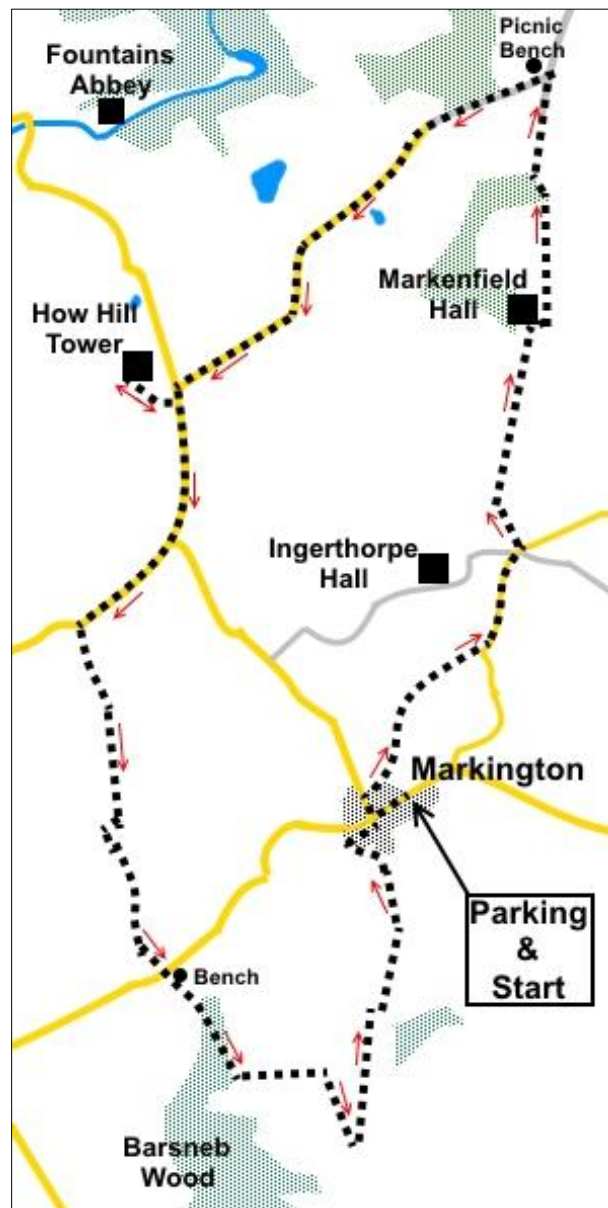 Fountains
Abbey
Picnic
Bench
Markenfield
Hall
How Hill
Tower
Ingerthorpe
Hall
Markington
Parking
&
Start
Bench
Barsneb
Wood